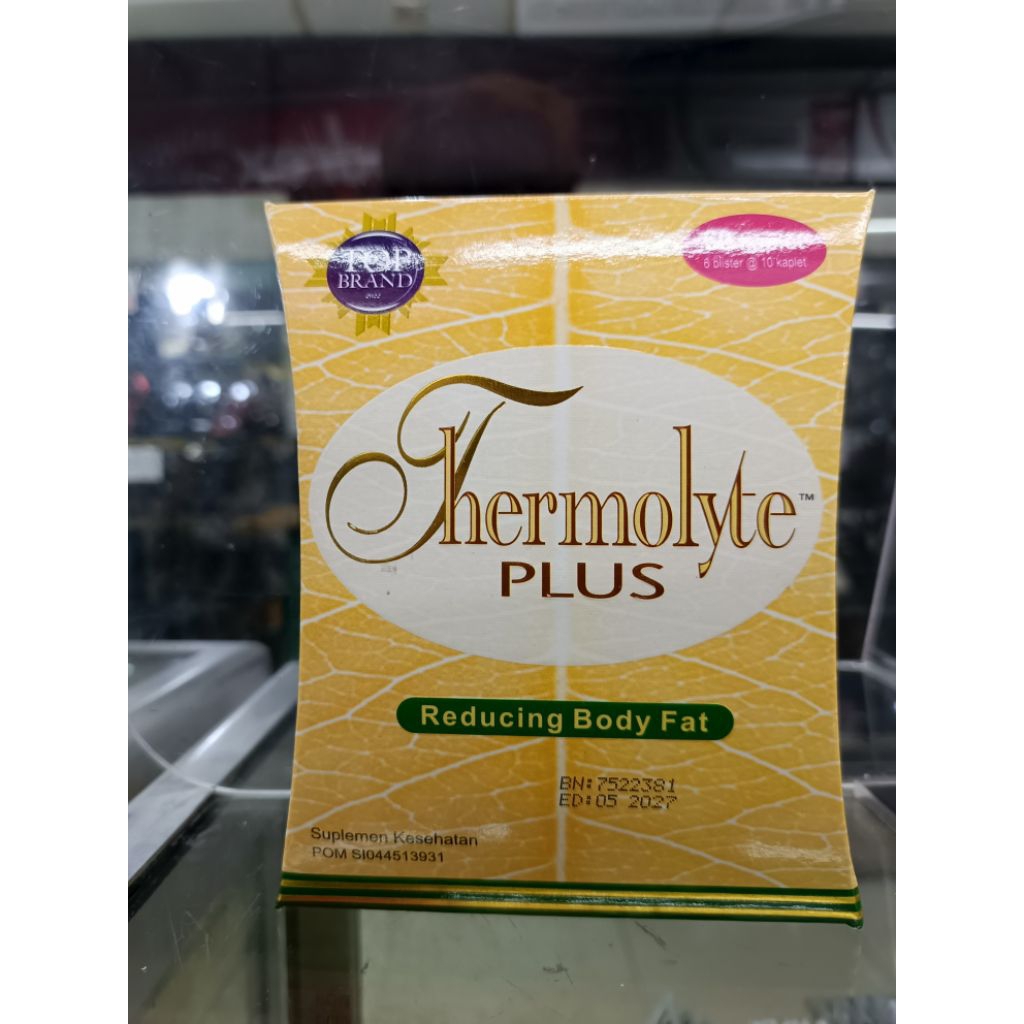 TOP
BRAND
2022
6 blister @ 10 kaplet
Thermolyte™
PLUS
Reducing Body Fat
BN:7522381
ED:05 2027
Suplemen Kesehatan
POM SI044513931